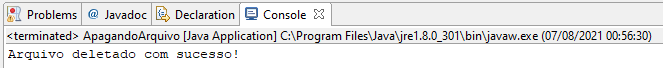 Problems @ Javadoc Declaration Console
<terminated> ApagandoArquivo [Java Application] C:\Program Files\Java\jre1.8.0_301\bin\javaw.exe (07/08/2021 00:56:30)
Arquivo deletado com sucesso!